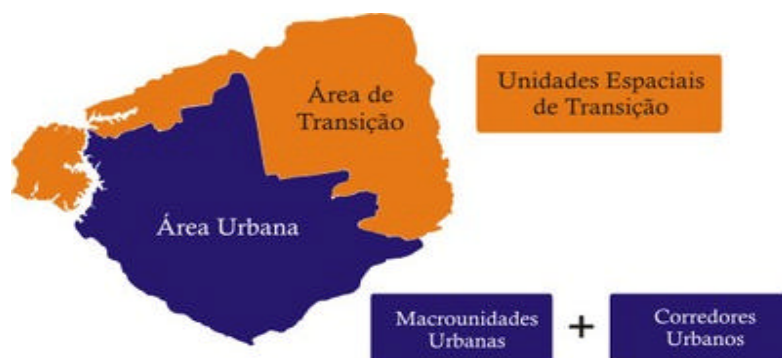 Área de
Transição
Unidades Espaciais
de Transição
Área Urbana
Macrounidades
Urbanas
+
Corredores
Urbanos